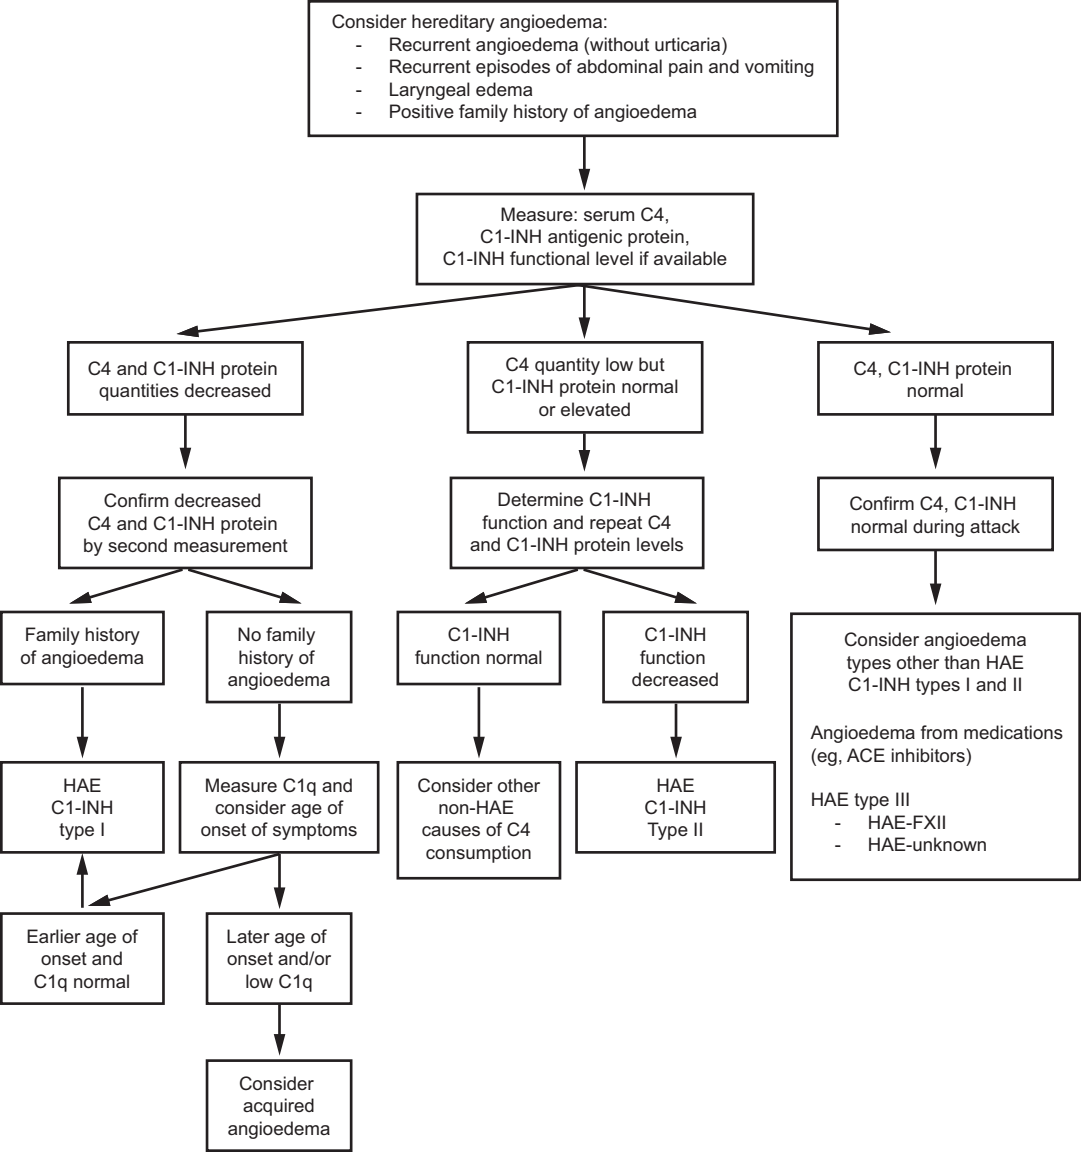 Consider hereditary angioedema:
- Recurrent angioedema (without urticaria)
- Recurrent episodes of abdominal pain and vomiting
- Laryngeal edema
- Positive family history of angioedema
Measure: serum C4,
C1-INH antigenic protein,
C1-INH functional level if available
C4 and C1-INH protein
quantities decreased
C4 quantity low but
C1-INH protein normal
or elevated
C4, C1-INH protein
normal
Confirm decreased
C4 and C1-INH protein
by second measurement
Determine C1-INH
function and repeat C4
and C1-INH protein levels
Confirm C4, C1-INH
normal during attack
Family history
of angioedema
No family
history of
angioedema
C1-INH
function normal
C1-INH
function
decreased
Consider angioedema
types other than HAE
C1-INH types I and II
Angioedema from medications
(eg, ACE inhibitors)
HAE type III
- HAE-FXII
- HAE-unknown
HAE
C1-INH
type I
Measure C1q and
consider age of
onset of symptoms
Consider other
non-HAE
causes of C4
consumption
HAE
C1-INH
Type II
Earlier age of
onset and
C1q normal
Later age of
onset and/or
low C1q
Consider
acquired
angioedema